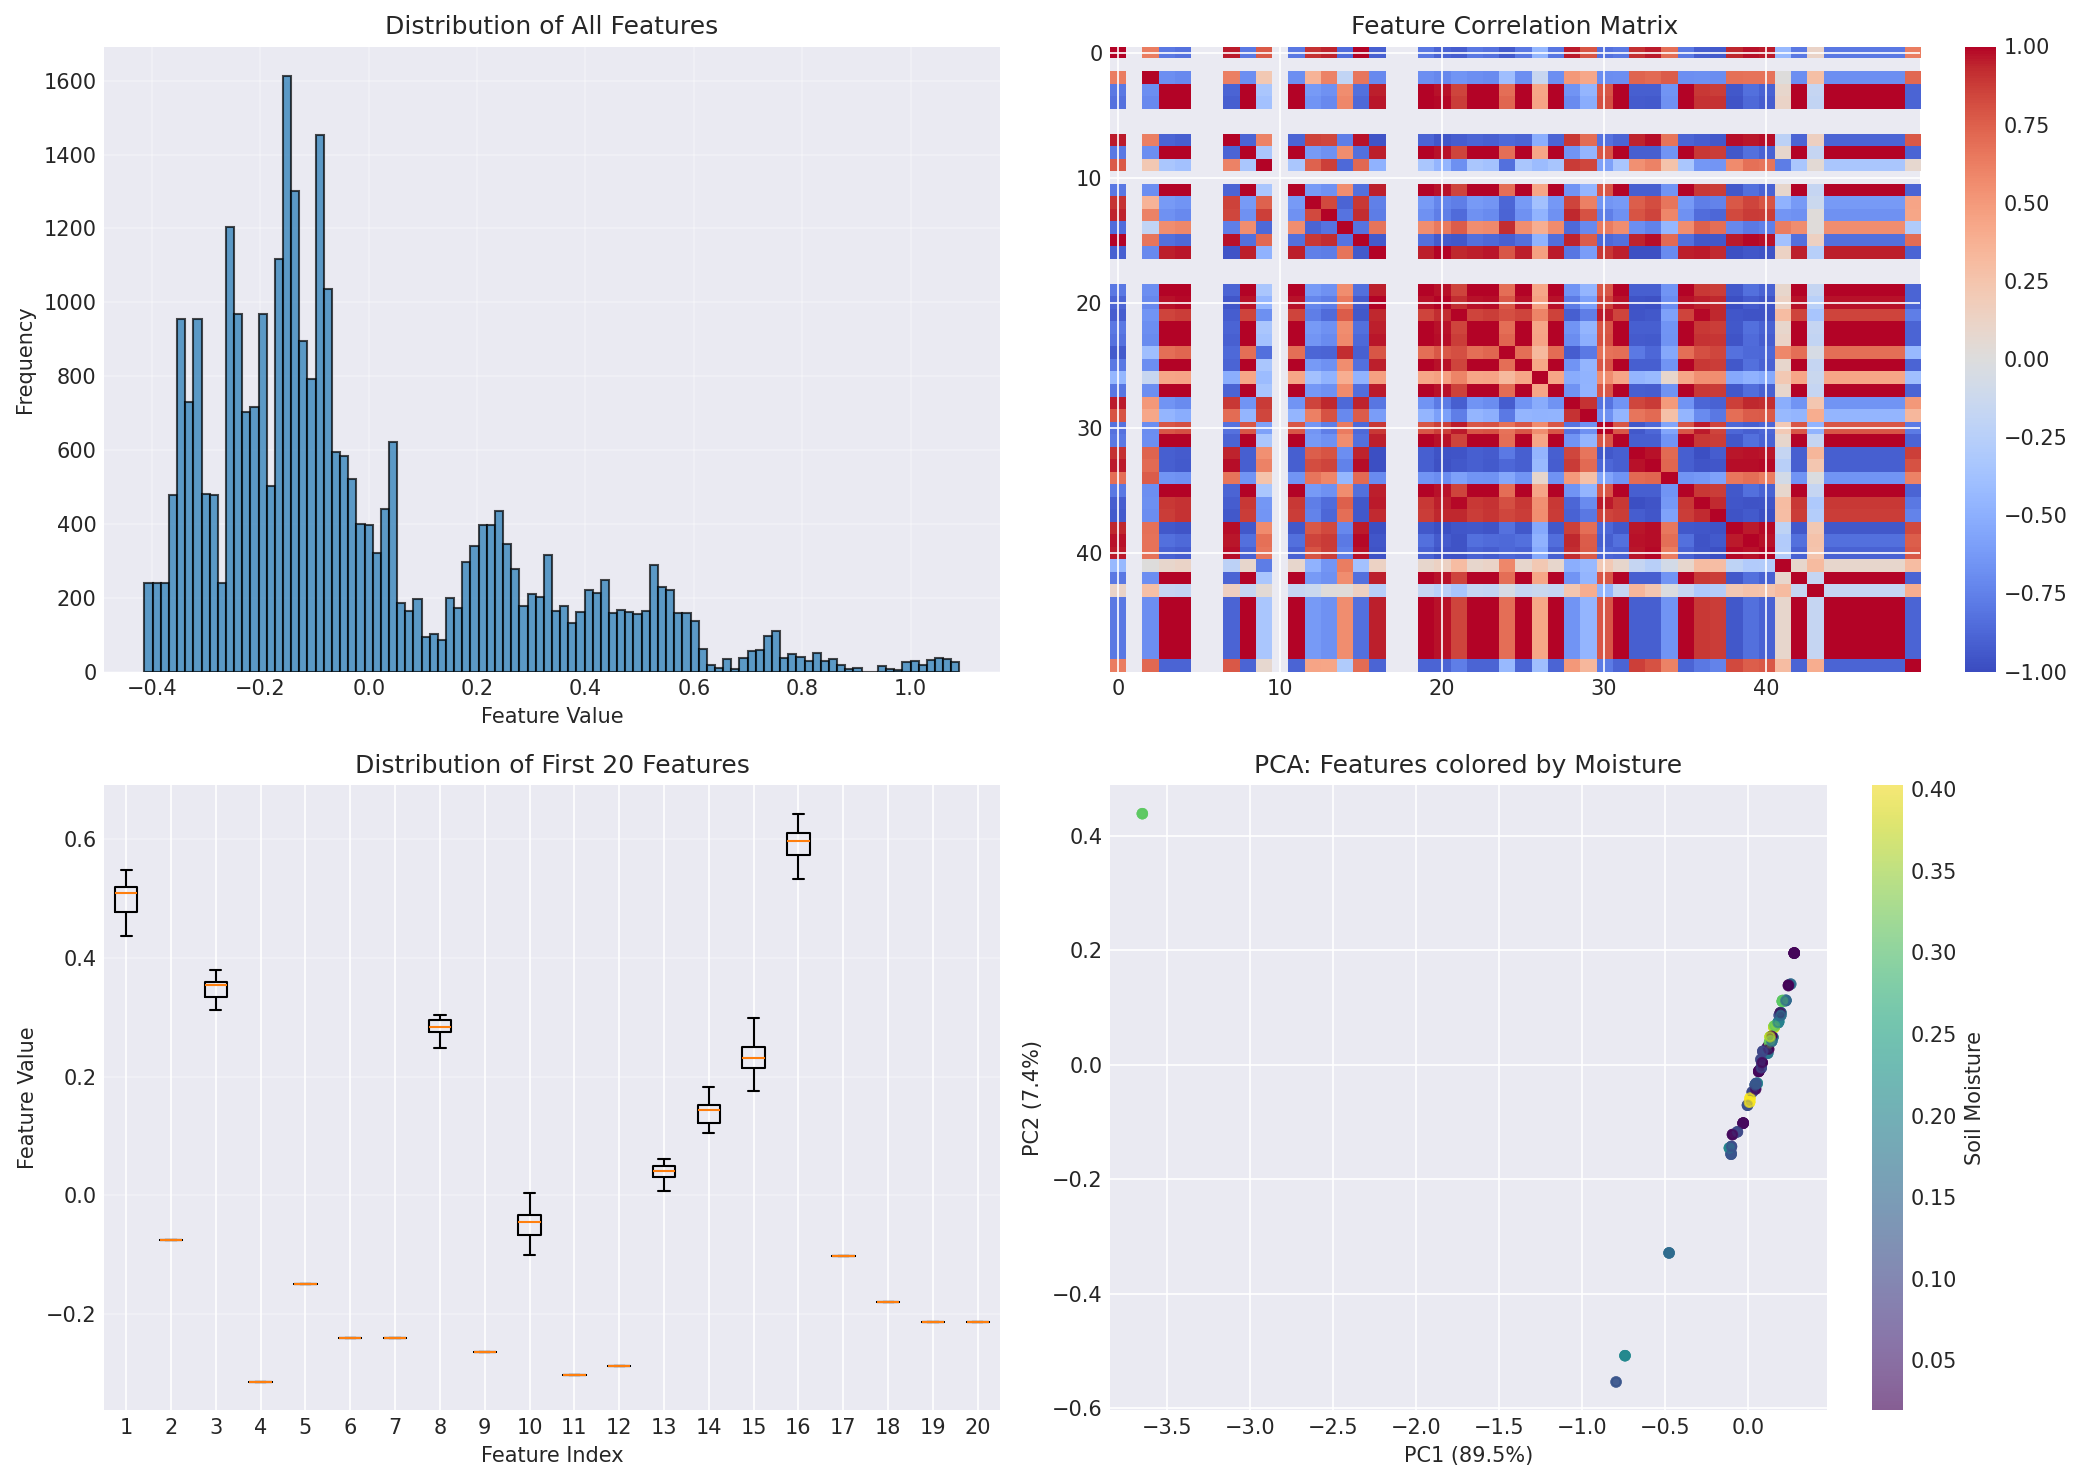 Distribution of All Features
1600
1400
1200
1000
800
600
400
200
0
Frequency
−0.4 −0.2 0.0 0.2 0.4 0.6 0.8 1.0
Feature Value
Feature Correlation Matrix
0
10
20
30
40
0 10 20 30 40
1.00
0.75
0.50
0.25
0.00
−0.25
−0.50
−0.75
−1.00
Distribution of First 20 Features
0.6
0.4
0.2
0.0
−0.2
Feature Value
1 2 3 4 5 6 7 8 9 10 11 12 13 14 15 16 17 18 19 20
Feature Index
PCA: Features colored by Moisture
0.4
0.2
0.0
−0.2
−0.4
−0.6
PC2 (7.4%)
−3.5 −3.0 −2.5 −2.0 −1.5 −1.0 −0.5 0.0
PC1 (89.5%)
0.40
0.35
0.30
0.25
0.20
0.15
0.10
0.05
Soil Moisture